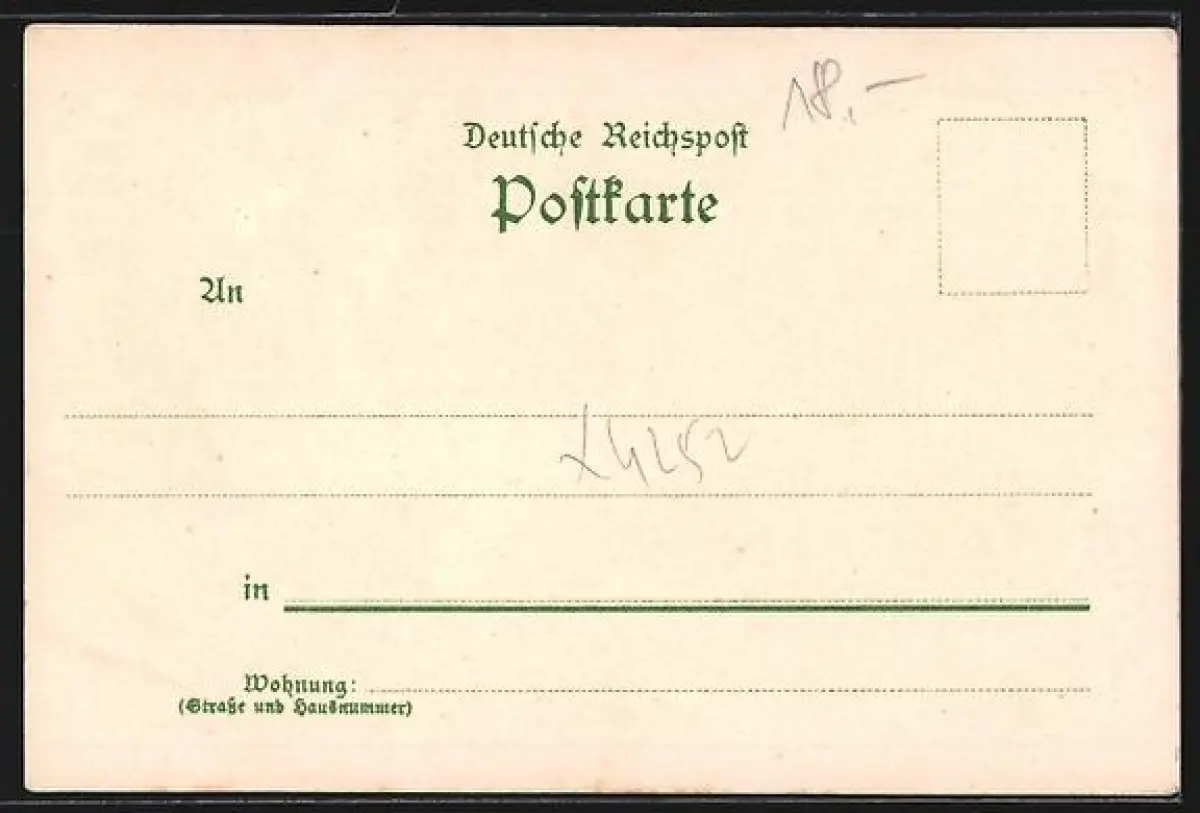 18,-
Deutsche Reichspost
Postkarte
An
in
Wohnung:
(Straße und Hausnummer)